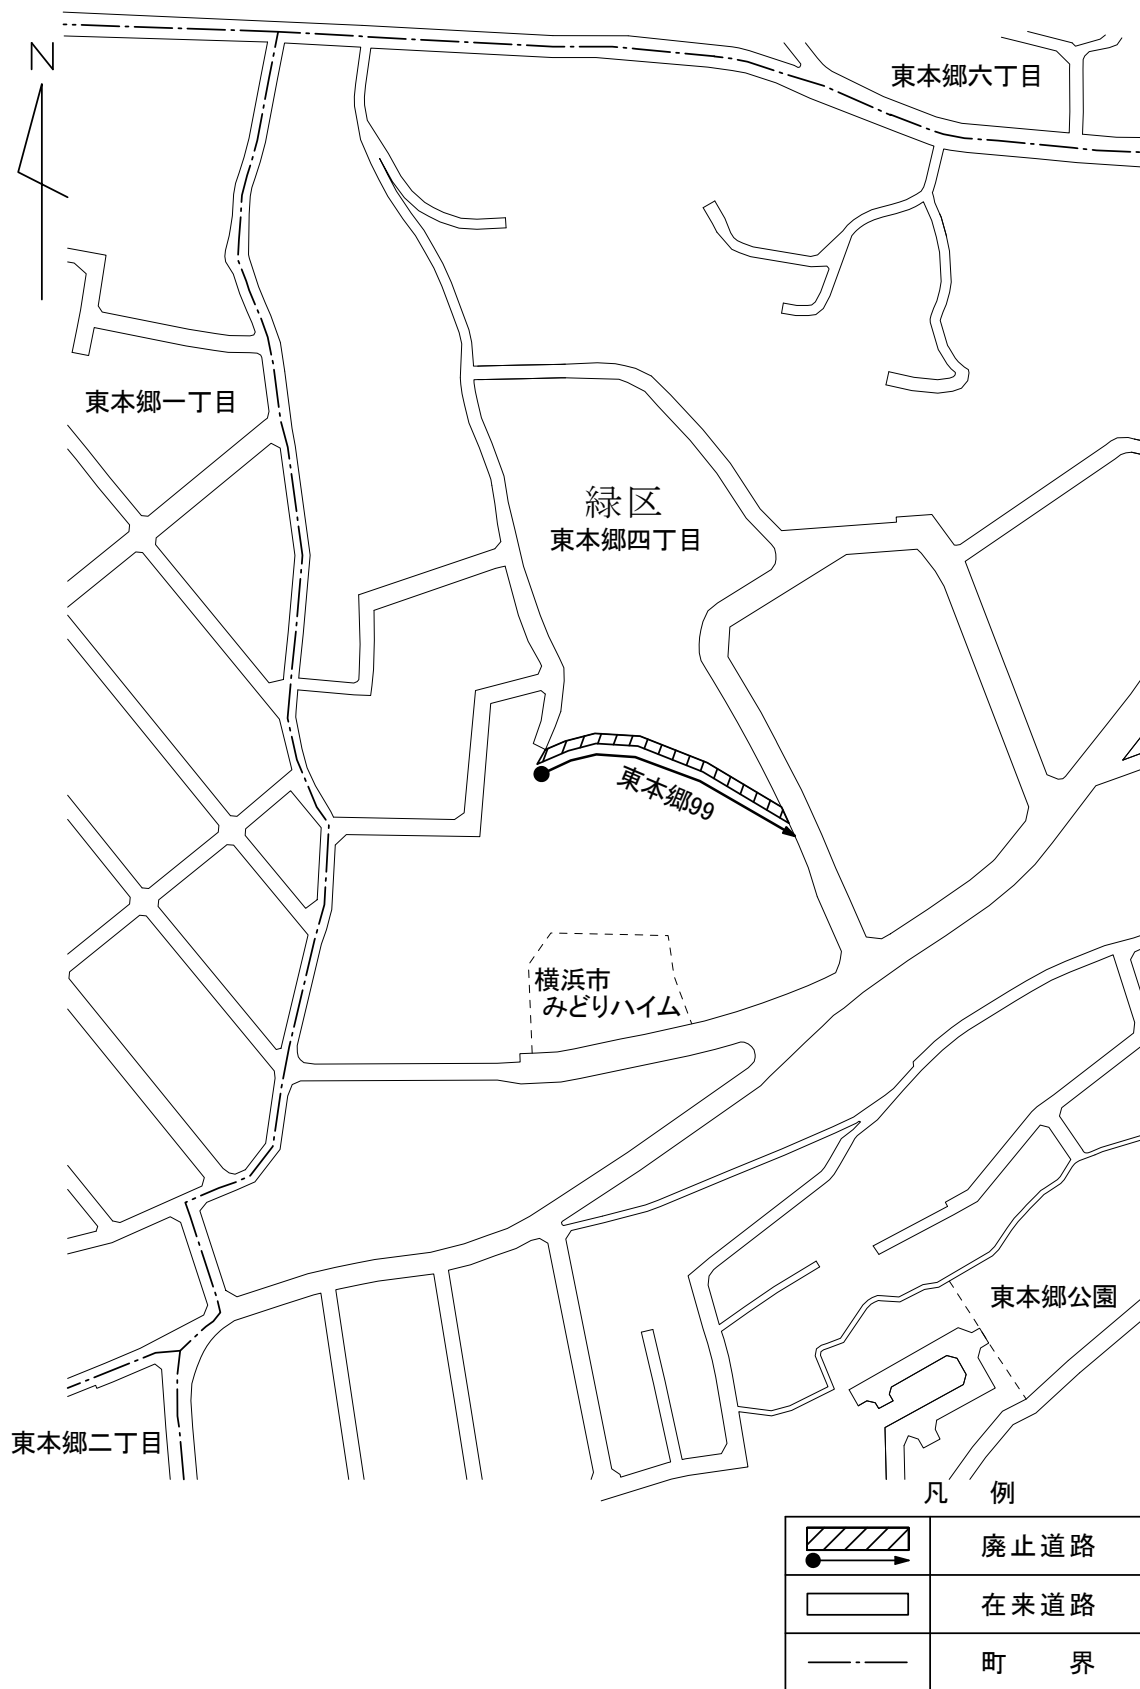 N
東本郷六丁目
東本郷一丁目
緑区
東本郷四丁目
東本郷99
横浜市
みどりハイム
東本郷公園
東本郷二丁目
凡 例
廃止道路
在来道路
町 界